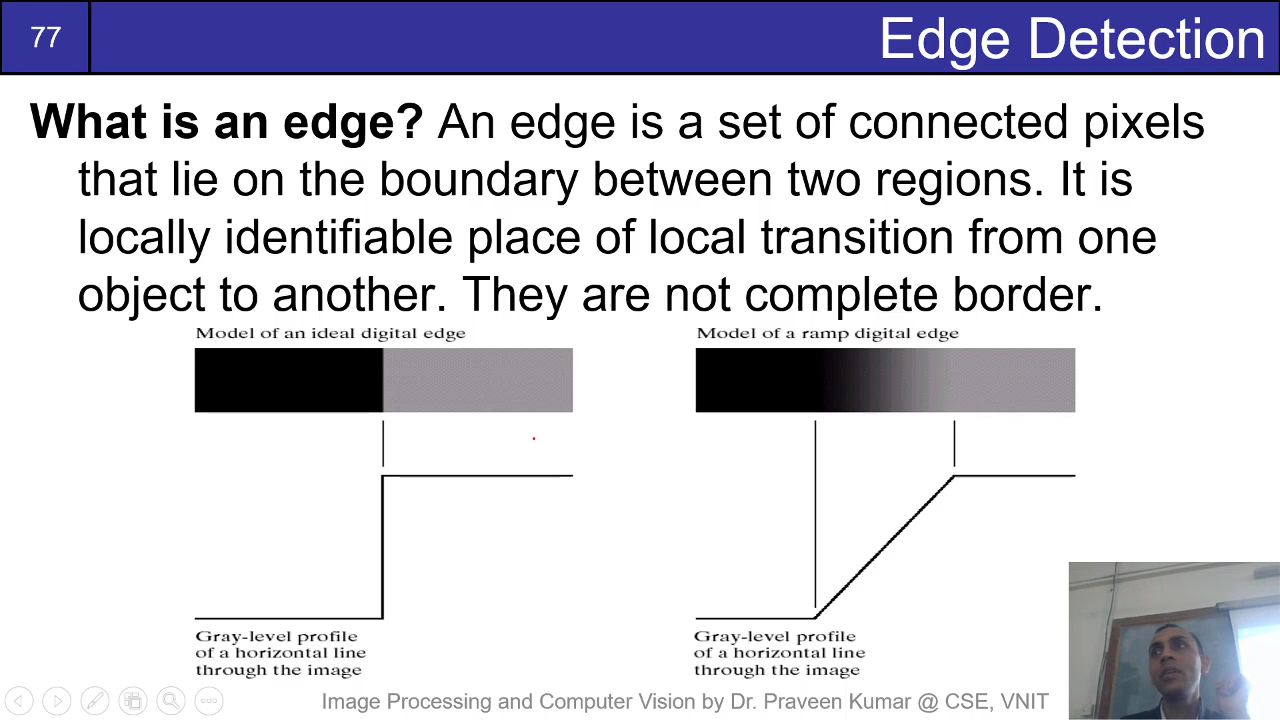 77
Edge Detection
What is an edge? An edge is a set of connected pixels
that lie on the boundary between two regions. It is
locally identifiable place of local transition from one
object to another. They are not complete border.
Model of an ideal digital edge
Model of a ramp digital edge
Gray-level profile
of a horizontal line
through the image
Gray-level profile
of a horizontal line
through the image
Image Processing and Computer Vision by Dr. Praveen Kumar @ CSE, VNIT